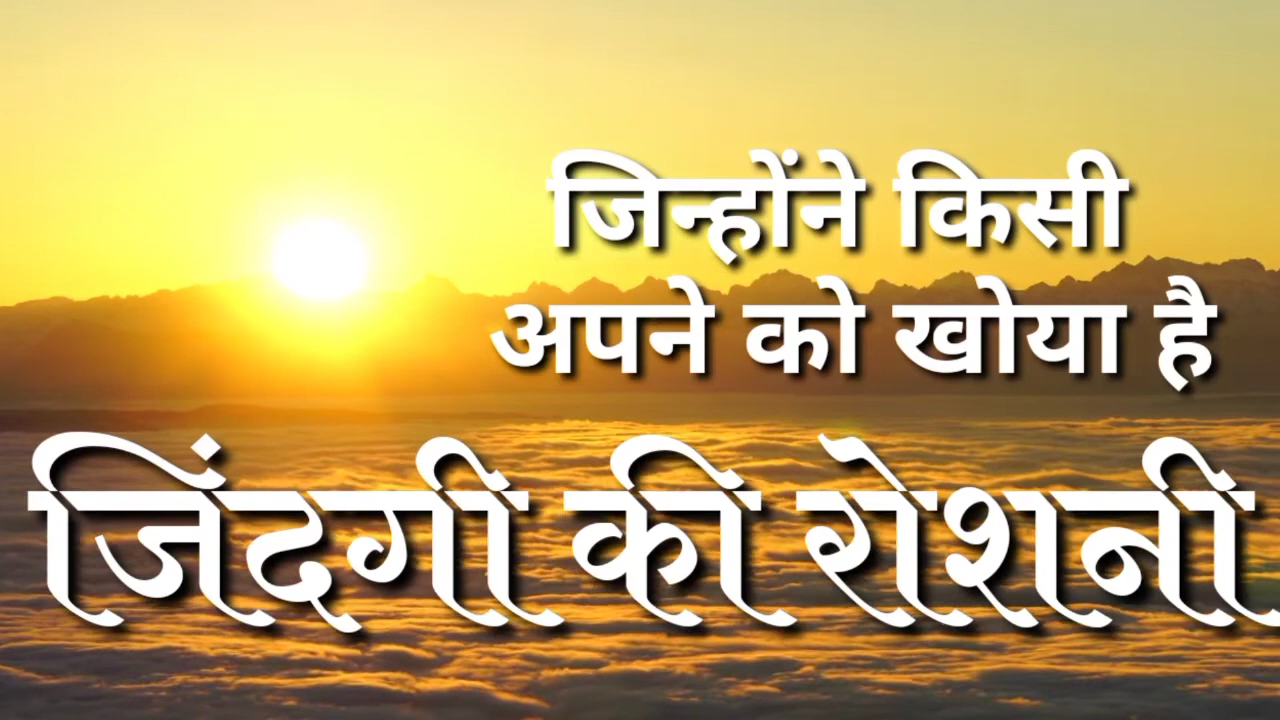 जिन्होंने किसी
अपने को खोया है
जिंदगी की रोशनी